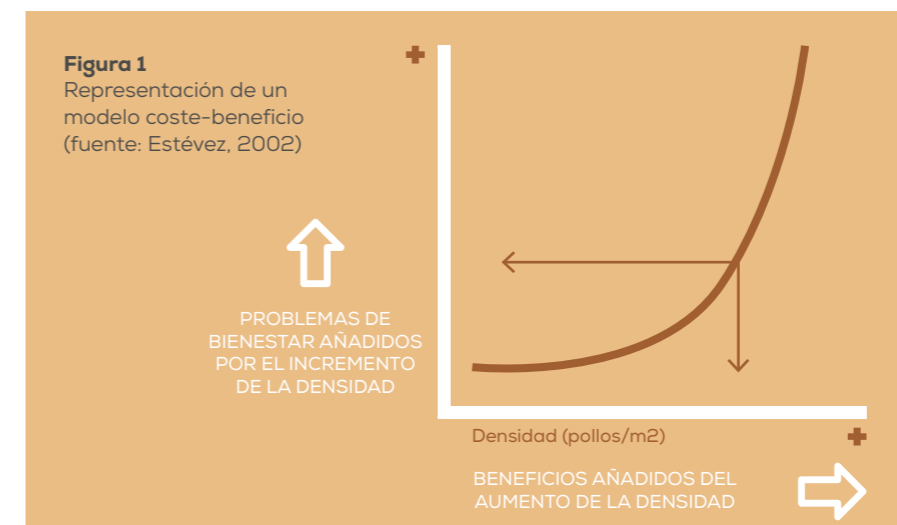 Figura 1
Representación de un
modelo coste-beneficio
(fuente: Estévez, 2002)
PROBLEMAS DE
BIENESTAR AÑADIDOS
POR EL INCREMENTO
DE LA DENSIDAD
Densidad (pollos/m2)
BENEFICIOS AÑADIDOS DEL
AUMENTO DE LA DENSIDAD